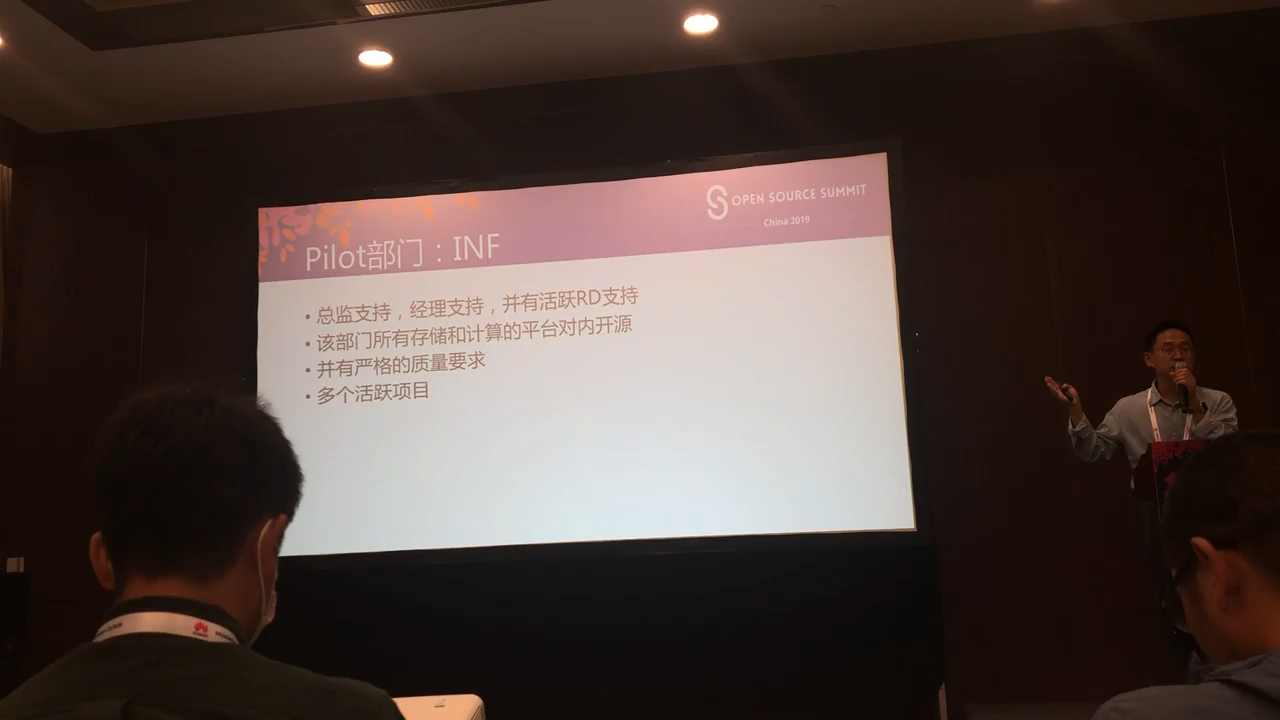 OPEN SOURCE SUMMIT
China 2019
Pilot部门：INF
• 总监支持，经理支持，并有活跃RD支持
• 该部门所有存储和计算的平台对内开源
• 并有严格的质量要求
• 多个活跃项目